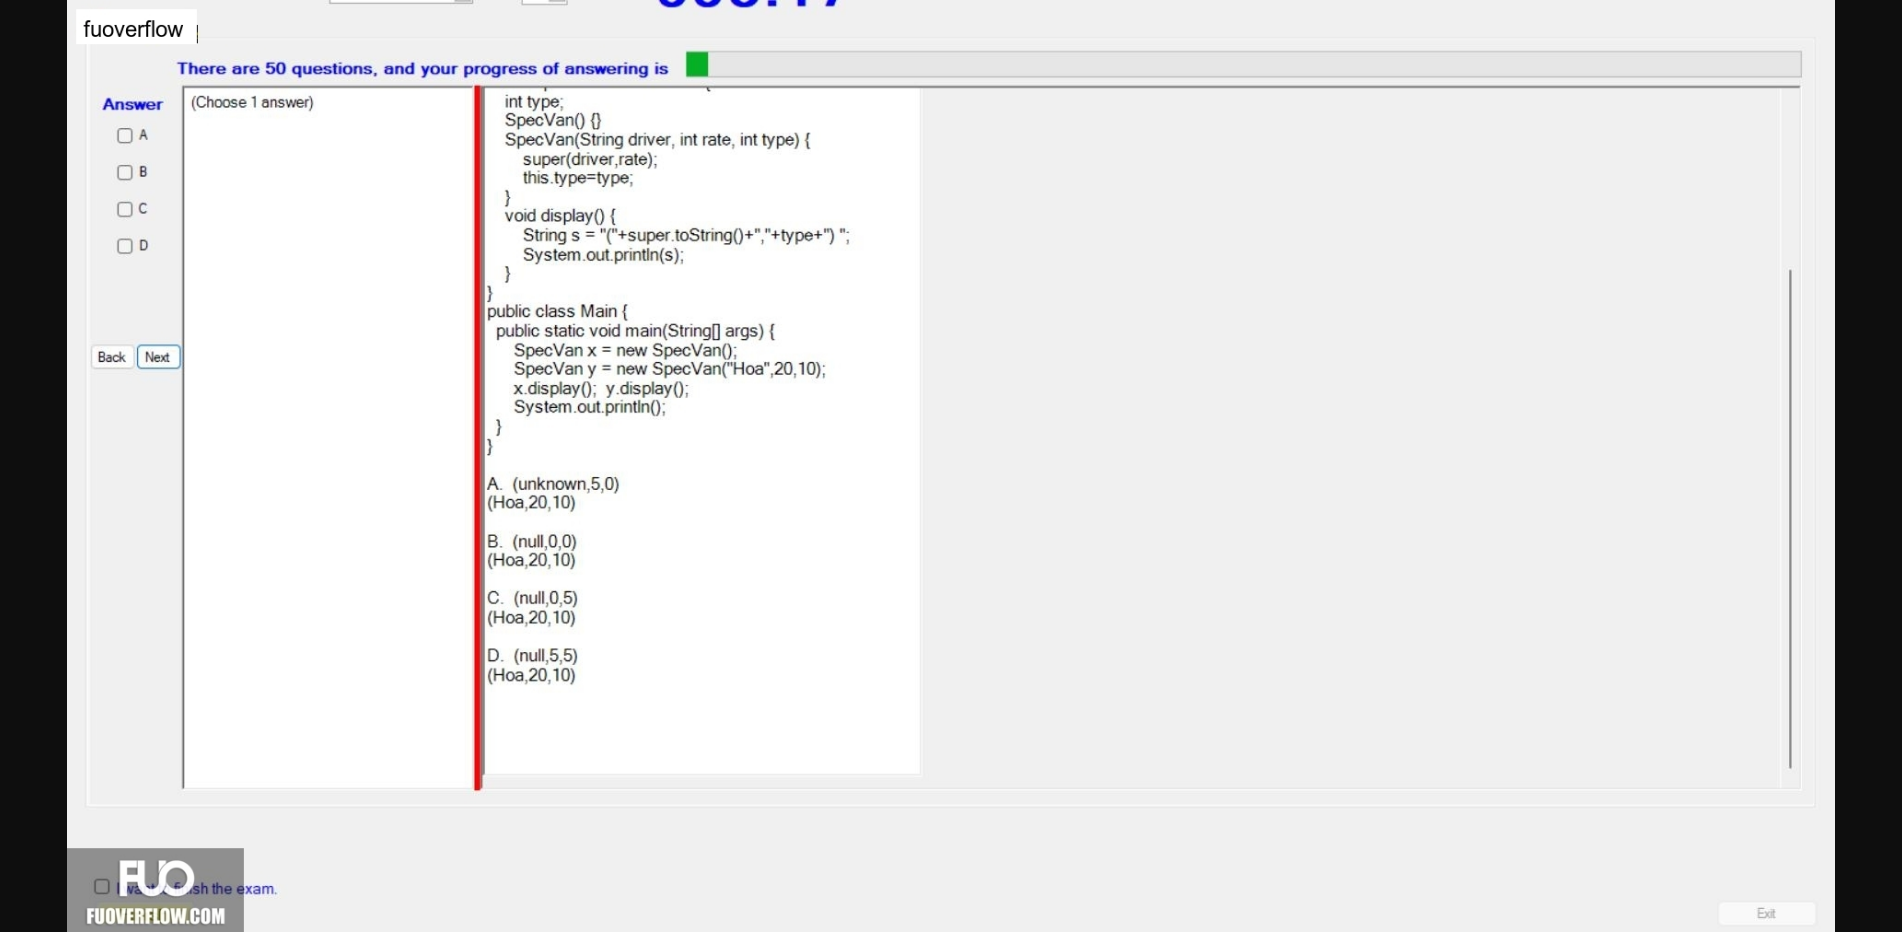 fuoverflow
There are 50 questions, and your progress of answering is
Answer
(Choose 1 answer)
A
B
C
D
Back
Next
int type;
SpecVan() {}
SpecVan(String driver, int rate, int type) {
super(driver,rate);
this.type=type;
}
void display() {
String s = "("+super.toString()+","+type+") ";
System.out.println(s);
}
}
public class Main {
public static void main(String[] args) {
SpecVan x = new SpecVan();
SpecVan y = new SpecVan("Hoa",20,10);
x.display(); y.display();
System.out.println();
}
}
A. (unknown,5,0)
(Hoa,20,10)
B. (null,0,0)
(Hoa,20,10)
C. (null,0,5)
(Hoa,20,10)
D. (null,5,5)
(Hoa,20,10)
FUO
the exam.
FUOVERFLOW.COM
Exit